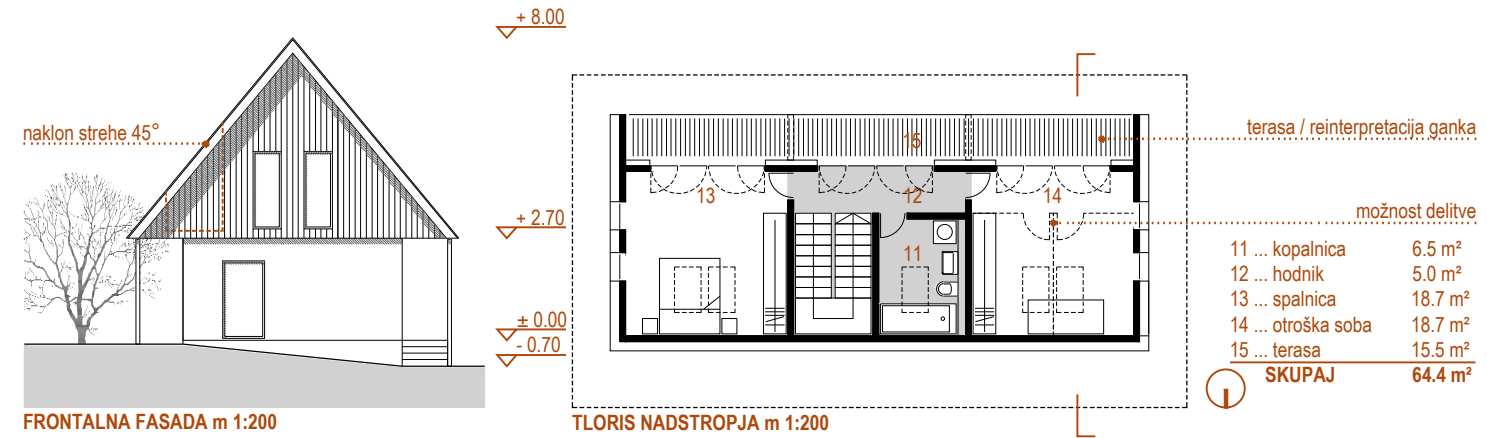 naklon strehe 45°
+ 8.00
+ 2.70
± 0.00
- 0.70
FRONTALNA FASADA m 1:200
15
13
12
14
11
TLORIS NADSTROPJA m 1:200
terasa / reinterpretacija ganka
možnost delitve
11 ... kopalnica 6.5 m²
12 ... hodnik 5.0 m²
13 ... spalnica 18.7 m²
14 ... otroška soba 18.7 m²
15 ... terasa 15.5 m²
SKUPAJ 64.4 m²